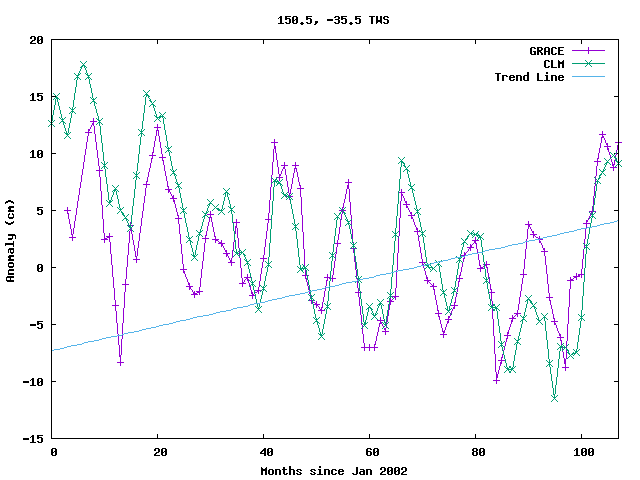 150.5, -35.5 TWS
GRACE
CLM
Trend Line
20
15
10
5
0
-5
-10
-15
Anomaly (cm)
0 20 40 60 80 100
Months since Jan 2002